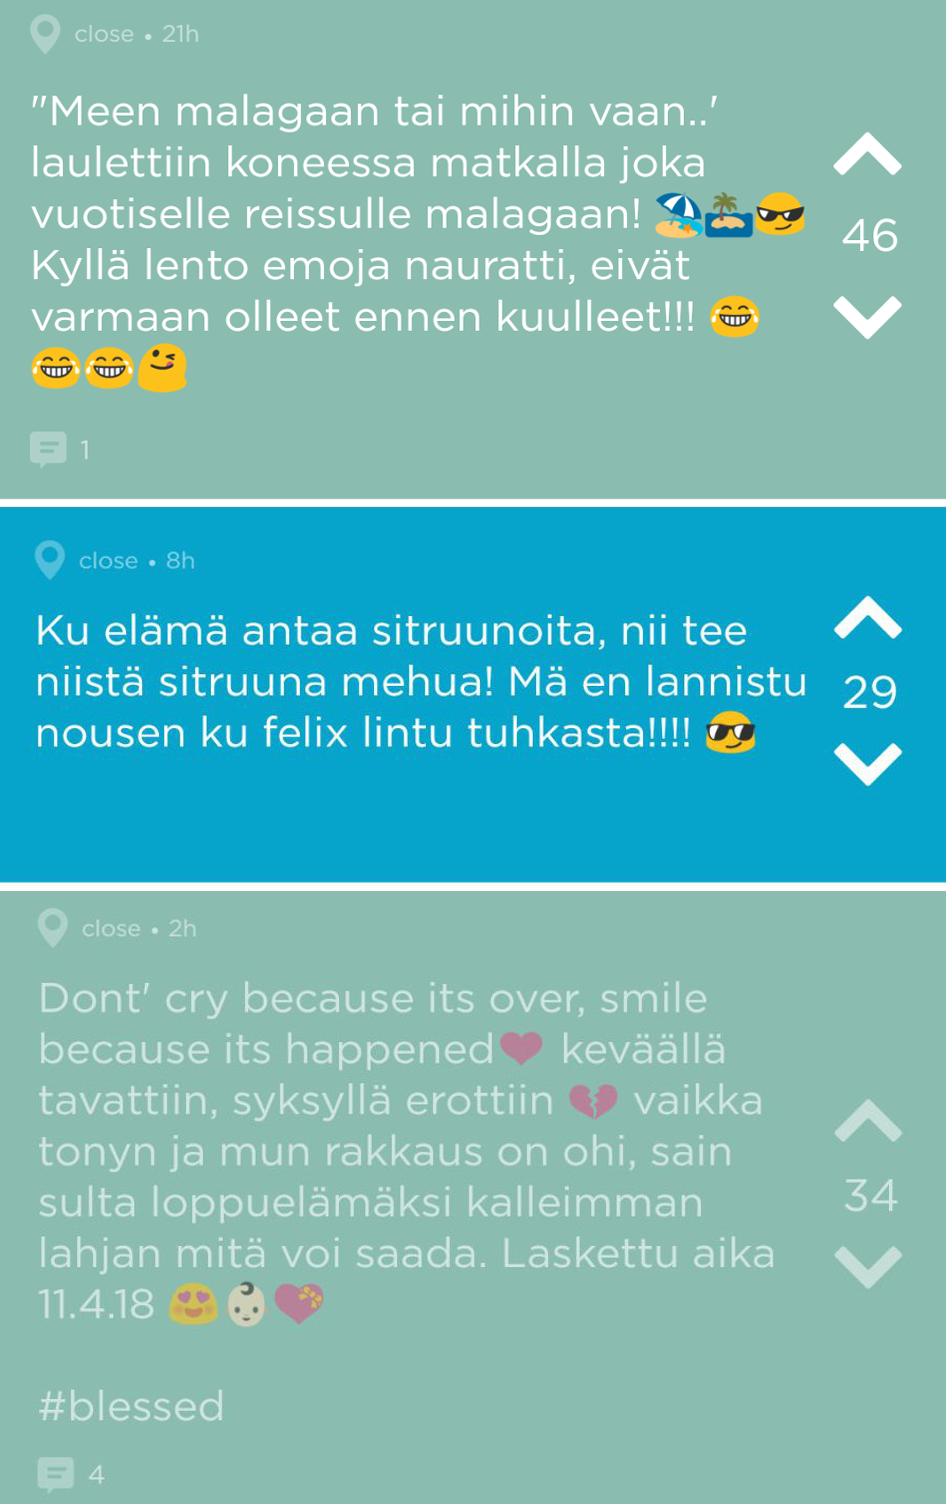 close • 21h
"Meen malagaan tai mihin vaan..'
laulettiin koneessa matkalla joka
vuotiselle reissulle malagaan! 🏖️🏝️😎
46
Kyllä lento emoja nauratti, eivät
varmaan olleet ennen kuulleet!!! 😂
😂😂😜
1
close • 8h
Ku elämä antaa sitruunoita, nii tee
niistä sitruuna mehua! Mä en lannistu
29
nousen ku felix lintu tuhkasta!!!! 😎
close • 2h
Dont' cry because its over, smile
because its happened❤️ keväällä
tavattiin, syksyllä erottiin 💔 vaikka
tonyn ja mun rakkaus on ohi, sain
sulta loppuelämäksi kalleimman
34
lahjan mitä voi saada. Laskettu aika
11.4.18 😍👶💝
#blessed
4